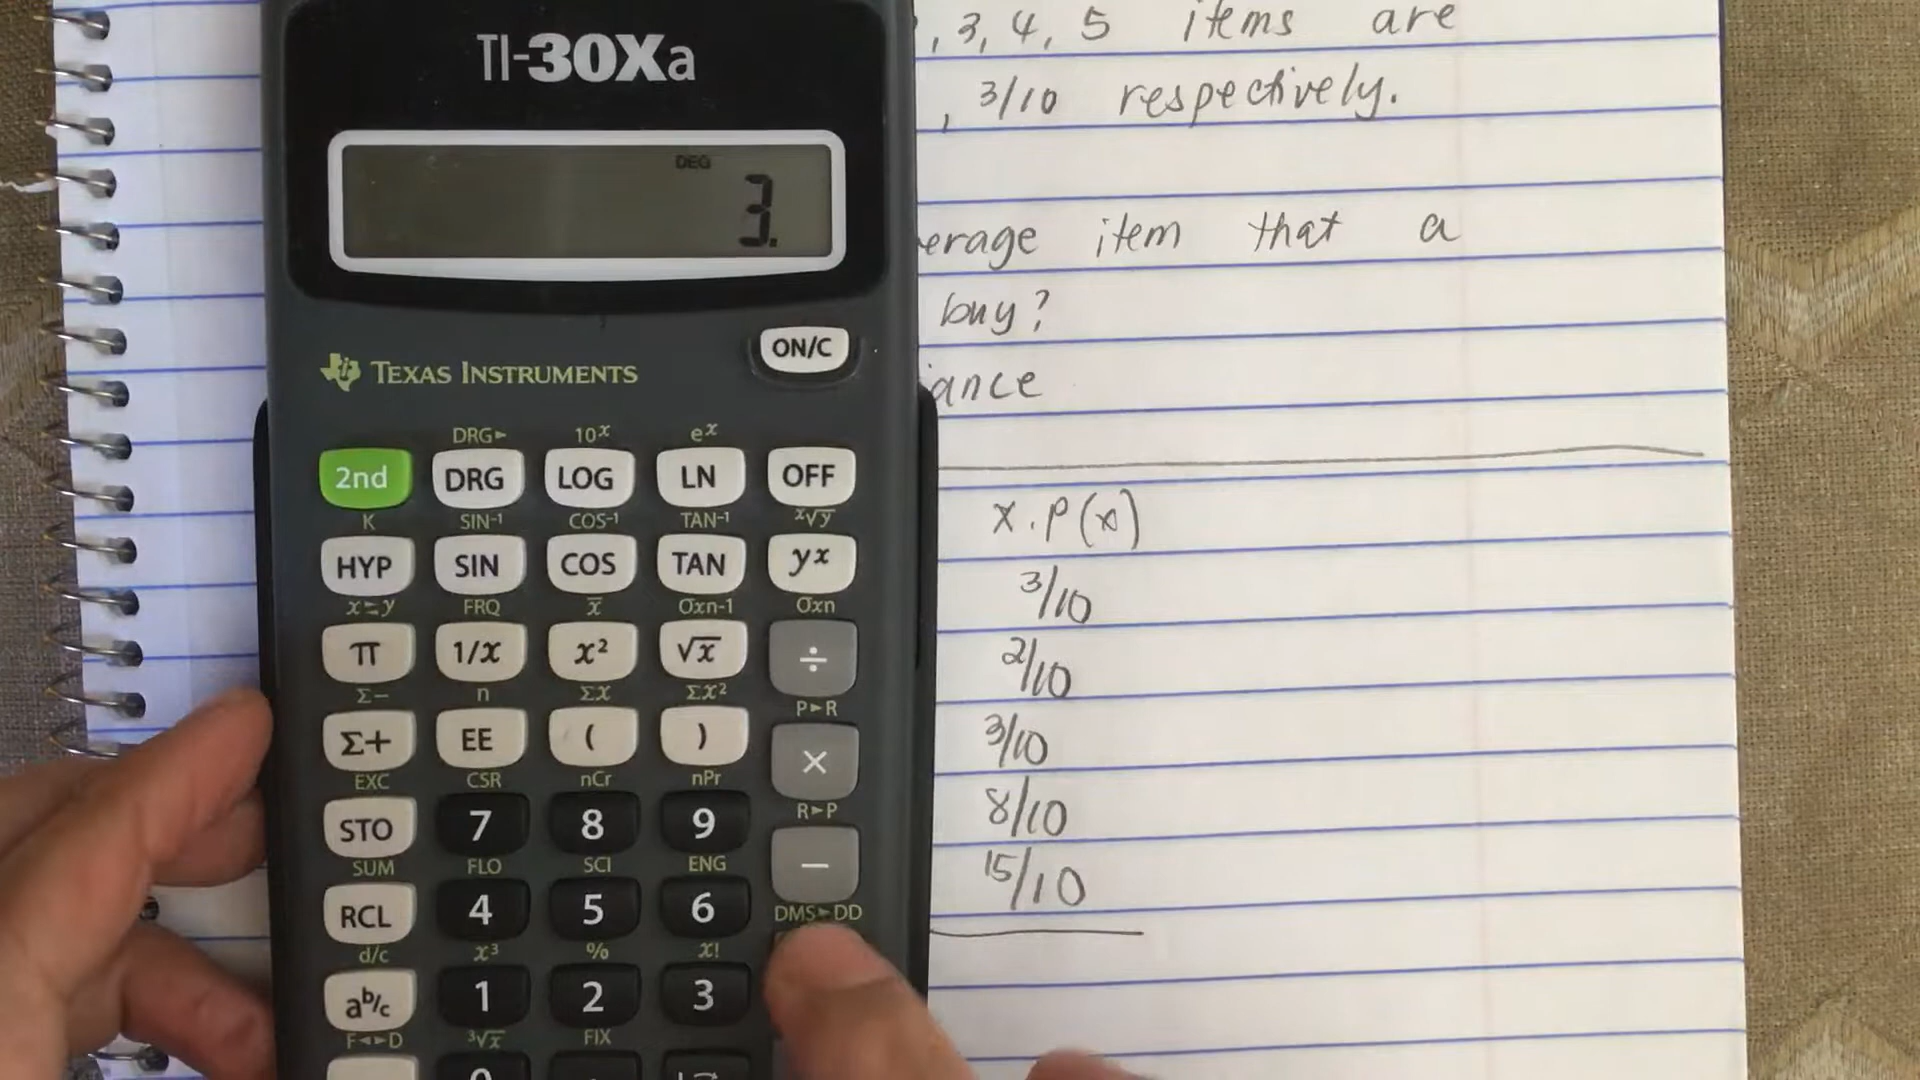 TI-30Xa
DEG
3.
TEXAS INSTRUMENTS
ON/C
DRG► 10ˣ eˣ
2nd DRG LOG LN OFF
K SIN⁻¹ COS⁻¹ TAN⁻¹ ˣ√y
HYP SIN COS TAN yˣ
x⇄y FRQ x̅ σxn-1 σxn
π 1/x x² √x ÷
Σ− n Σx Σx² P►R
Σ+ EE ( ) ×
EXC CSR nCr nPr R►P
STO 7 8 9 −
SUM FLO SCI ENG DMS►DD
RCL 4 5 6
d/c x³ % x!
aᵇ/c 1 2 3
F◄►D ³√x FIX
, 3, 4, 5 items are
, 3/10 respectively.
item that a
buy?
x.p(x)
3/10
2/10
3/10
8/10
15/10